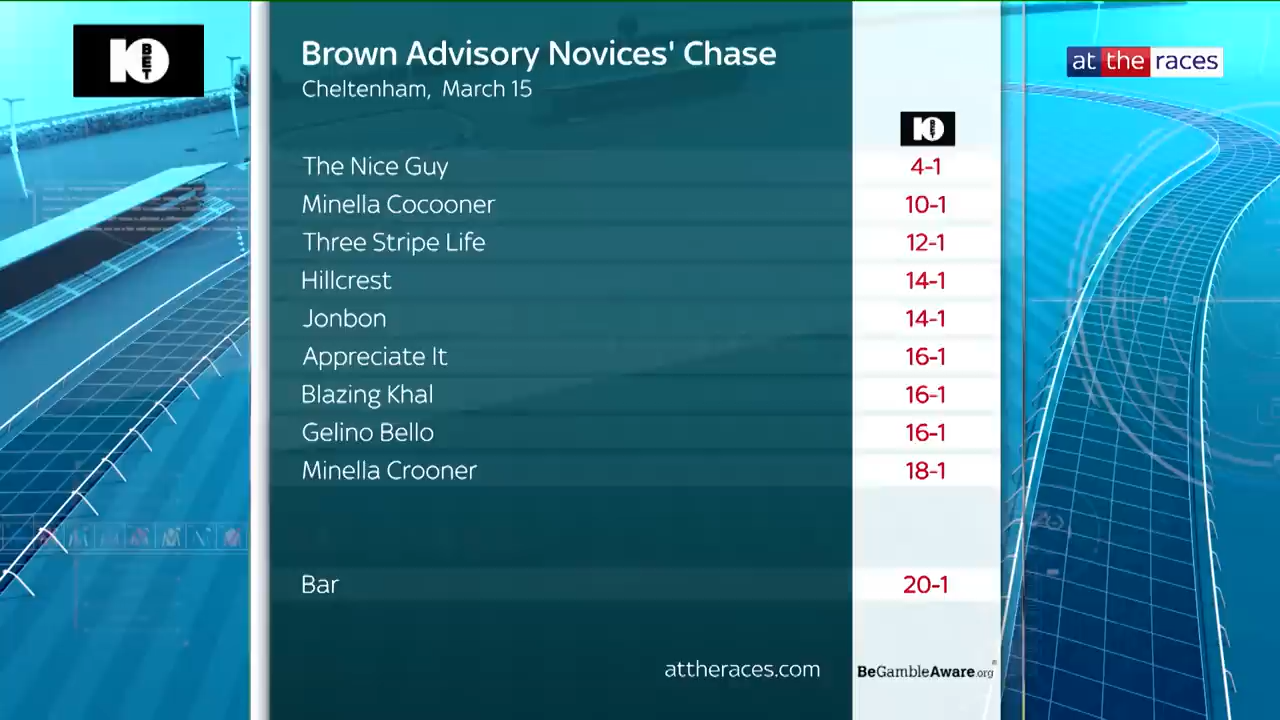 10 BET
Brown Advisory Novices' Chase
at the races
Cheltenham, March 15
10 BET
The Nice Guy 4-1
Minella Cocooner 10-1
Three Stripe Life 12-1
Hillcrest 14-1
Jonbon 14-1
Appreciate It 16-1
Blazing Khal 16-1
Gelino Bello 16-1
Minella Crooner 18-1
Bar 20-1
attheraces.com
BeGambleAware.org®